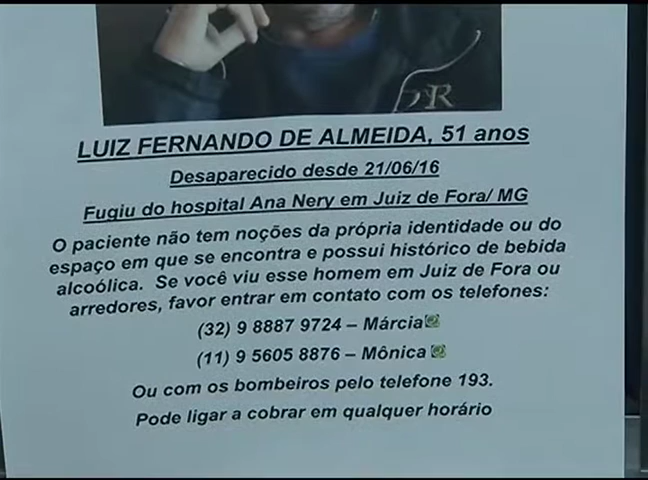 LUIZ FERNANDO DE ALMEIDA, 51 anos
Desaparecido desde 21/06/16
Fugiu do hospital Ana Nery em Juiz de Fora/ MG
O paciente não tem noções da própria identidade ou do
espaço em que se encontra e possui histórico de bebida
alcoólica. Se você viu esse homem em Juiz de Fora ou
arredores, favor entrar em contato com os telefones:
(32) 9 8887 9724 – Márcia
(11) 9 5605 8876 – Mônica
Ou com os bombeiros pelo telefone 193.
Pode ligar a cobrar em qualquer horário